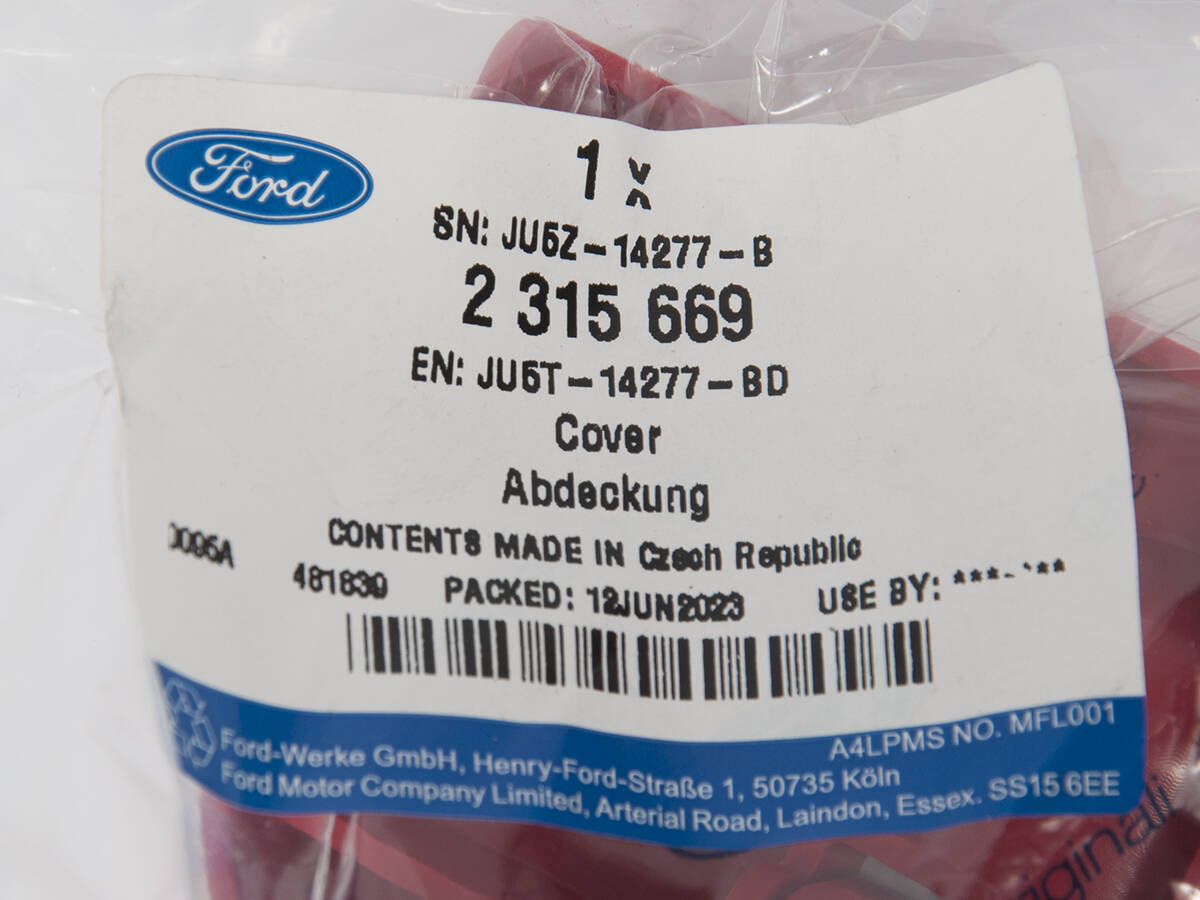 Ford
1 x
SN: JU5Z-14277-B
2 315 669
EN: JU5T-14277-BD
Cover
Abdeckung
CONTENTS MADE IN Czech Republic
481839 PACKED: 12JUN2023 USE BY:
A4LPMS NO. MFL001
Ford-Werke GmbH, Henry-Ford-Straße 1, 50735 Köln
Ford Motor Company Limited, Arterial Road, Laindon, Essex. SS15 6EE